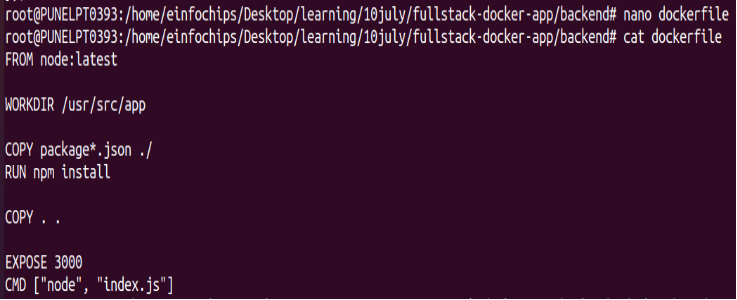 root@PUNELPT0393:/home/einfochips/Desktop/learning/10july/fullstack-docker-app/backend# nano dockerfile
root@PUNELPT0393:/home/einfochips/Desktop/learning/10july/fullstack-docker-app/backend# cat dockerfile
FROM node:latest
WORKDIR /usr/src/app
COPY package*.json ./
RUN npm install
COPY . .
EXPOSE 3000
CMD ["node", "index.js"]